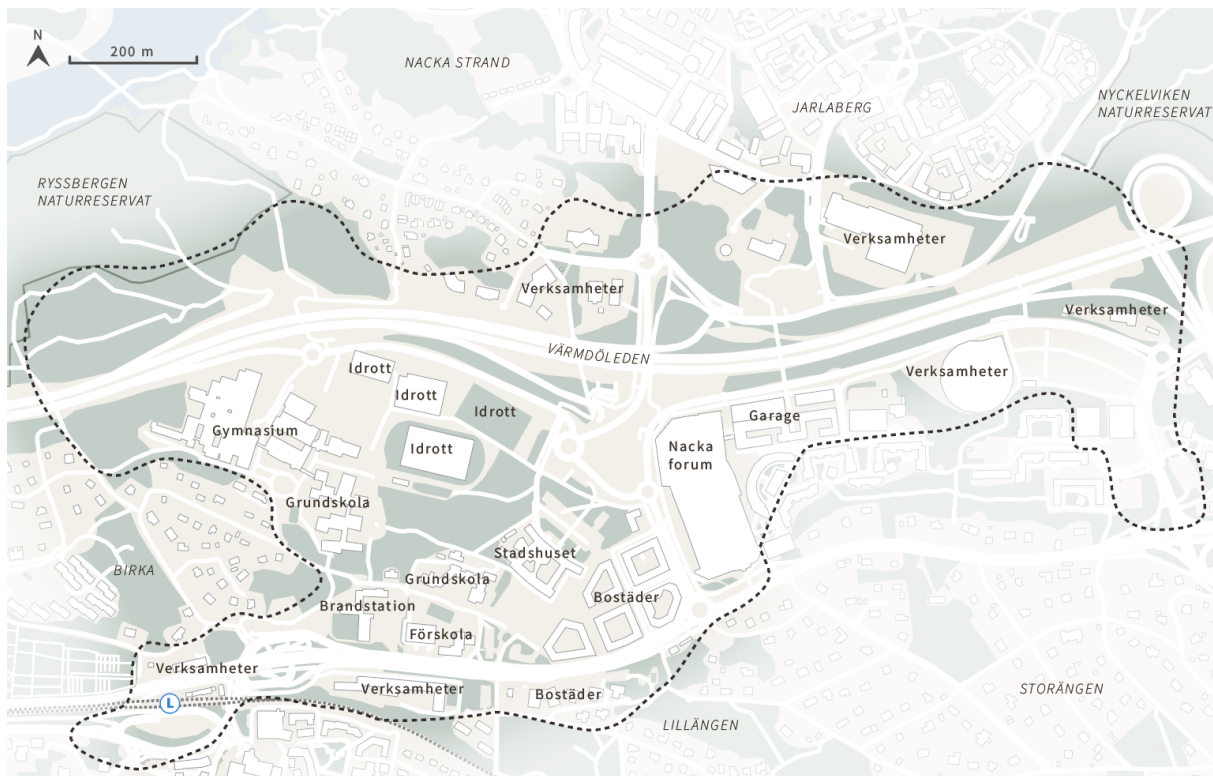 N
200 m
NACKA STRAND
JARLABERG
NYCKELVIKEN
NATURRESERVAT
RYSSBERGEN
NATURRESERVAT
Verksamheter
Verksamheter
Verksamheter
VÄRMDÖLEDEN
Idrott
Verksamheter
Idrott
Idrott
Garage
Gymnasium
Idrott
Nacka
forum
Grundskola
Stadshuset
BIRKA
Grundskola
Bostäder
Brandstation
Förskola
Verksamheter
Verksamheter
Bostäder
STORÄNGEN
L
LILLÄNGEN